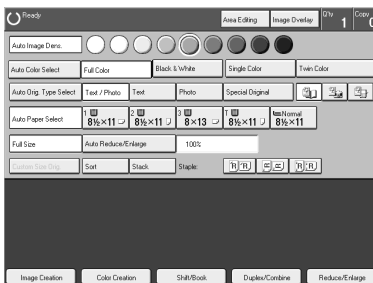 Ready Area Editing Image Overlay Q'ty 1 Copy
Auto Image Dens.
Auto Color Select Full Color Black & White Single Color Twin Color
Auto Orig. Type Select Text / Photo Text Photo Special Original
Auto Paper Select 1 8½×11 2 8½×11 3 8×13 T 8½×11 Normal 8½×11
Full Size Auto Reduce/Enlarge 100%
Custom Size Orig. Sort Stack Staple:
Image Creation Color Creation Shift/Book Duplex/Combine Reduce/Enlarge